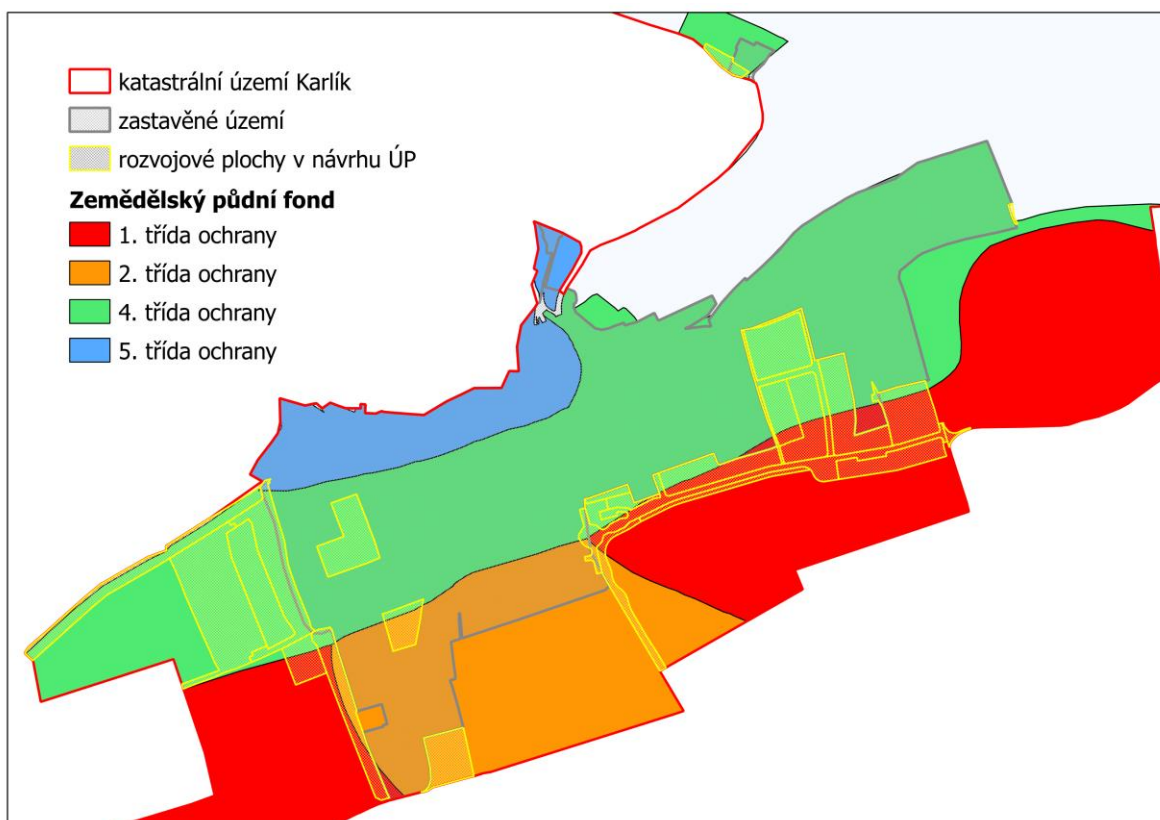 katastrální území Karlík
zastavěné území
rozvojové plochy v návrhu ÚP
Zemědělský půdní fond
1. třída ochrany
2. třída ochrany
4. třída ochrany
5. třída ochrany